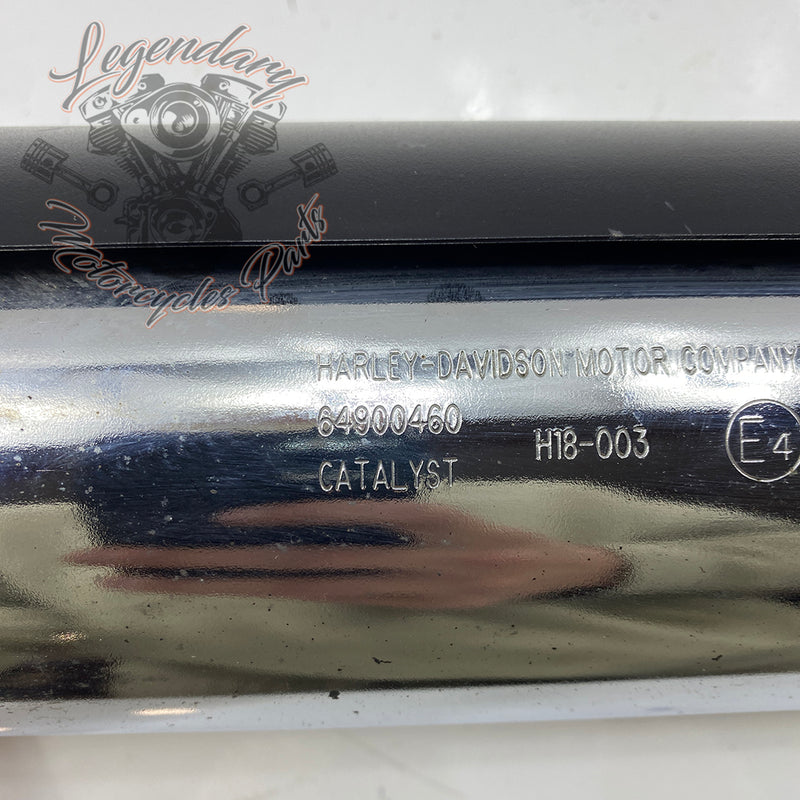 Legendary
Motorcycles Parts
HARLEY-DAVIDSON MOTOR COMPANY
64900460
H18-003
E4
CATALYST